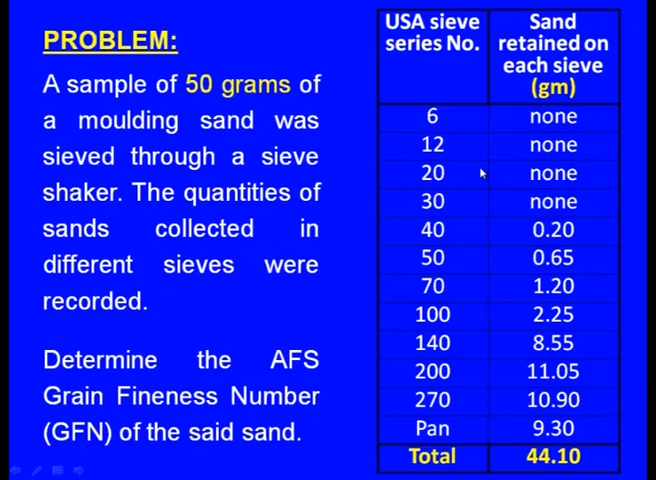 PROBLEM:
A sample of 50 grams of
a moulding sand was
sieved through a sieve
shaker. The quantities of
sands collected in
different sieves were
recorded.
Determine the AFS
Grain Fineness Number
(GFN) of the said sand.
USA sieve series No. Sand retained on each sieve (gm)
6 none
12 none
20 none
30 none
40 0.20
50 0.65
70 1.20
100 2.25
140 8.55
200 11.05
270 10.90
Pan 9.30
Total 44.10